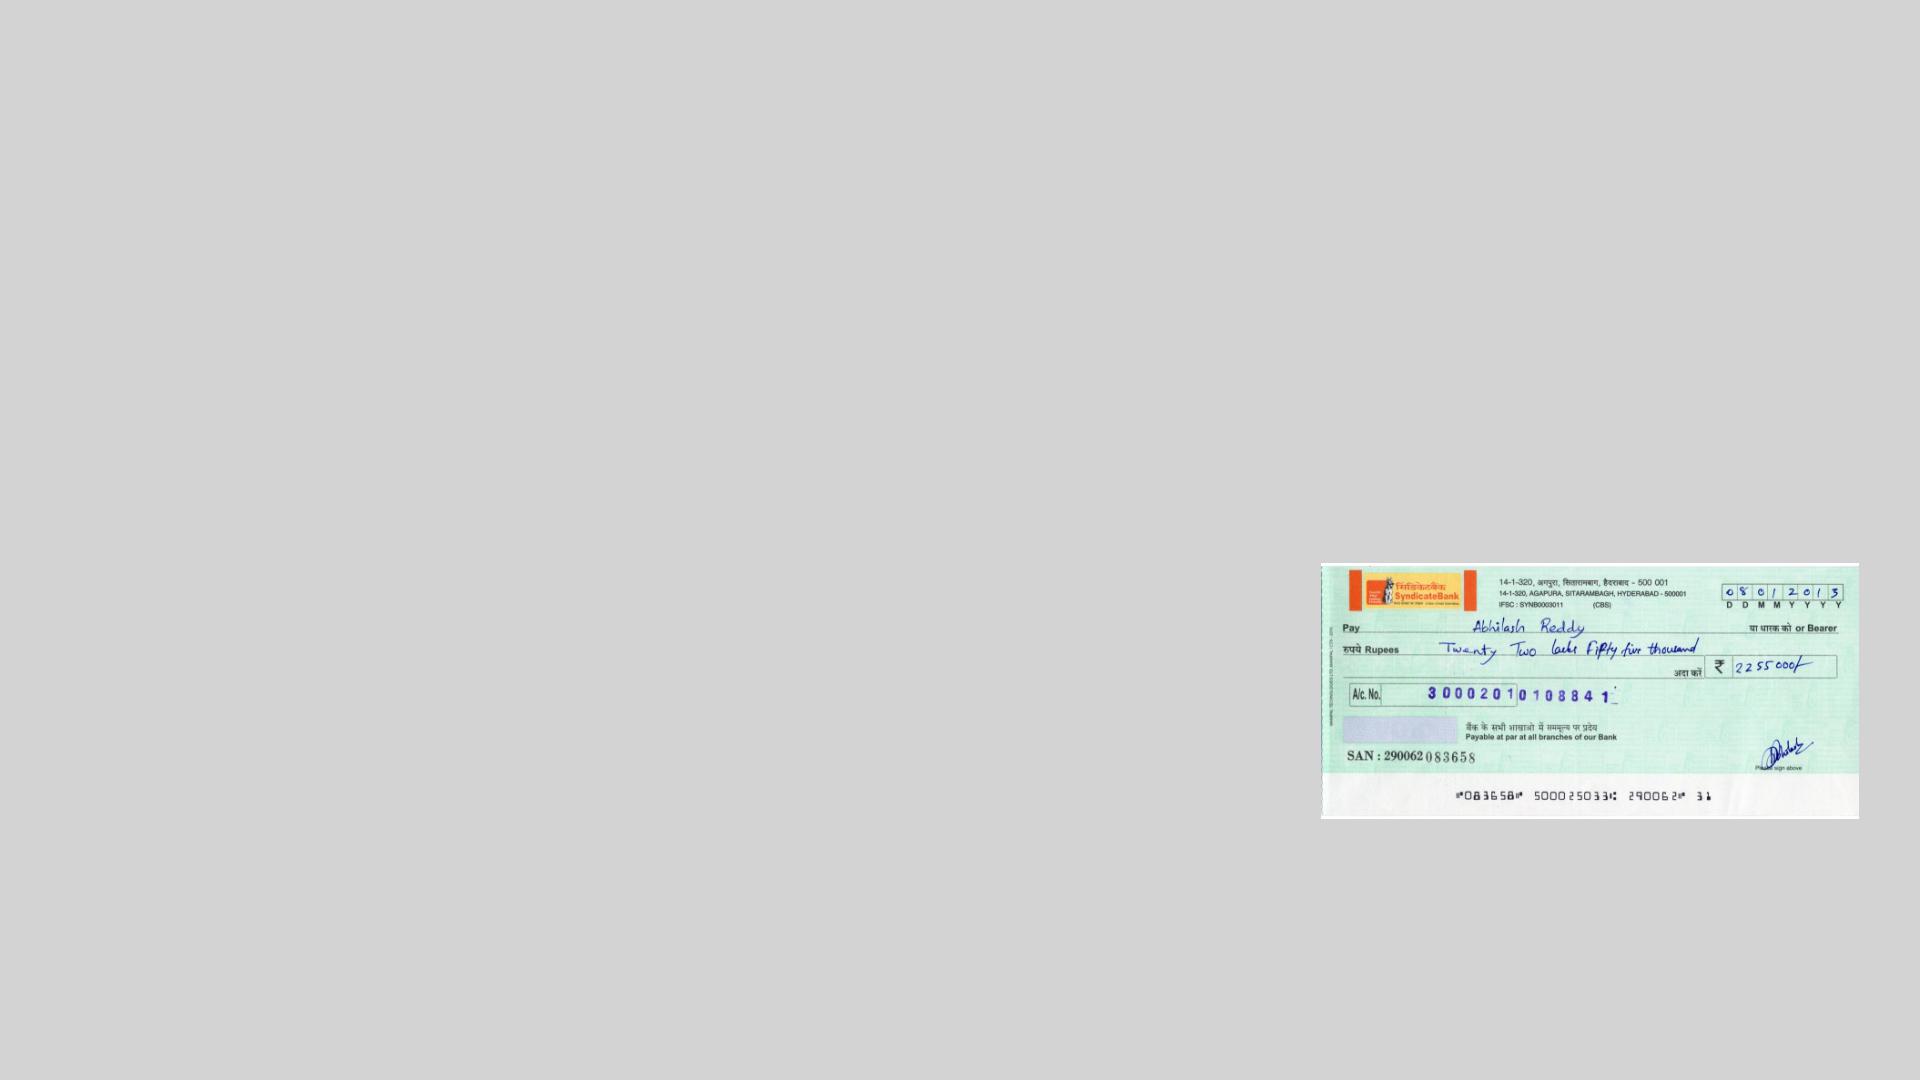 सिंडिकेटबैंक
SyndicateBank
14-1-320, अगपुरा, सितारामबाग, हैदराबाद - 500 001
14-1-320, AGAPURA, SITARAMBAGH, HYDERABAD - 500001
IFSC : SYNB0003011 (CBS)
0 8 0 1 2 0 1 3
D D M M Y Y Y Y
Pay Abhilash Reddy या धारक को or Bearer
रुपये Rupees Twenty Two lacks Fifty five thousand
अदा करें ₹ 2255000/-
A/c. No. 30002010108841
बैंक के सभी शाखाओं में सममूल्य पर प्रदेय
Payable at par at all branches of our Bank
SAN : 290062083658
Please sign above
⑈083658⑈ 500025033⑆ 290062⑈ 31